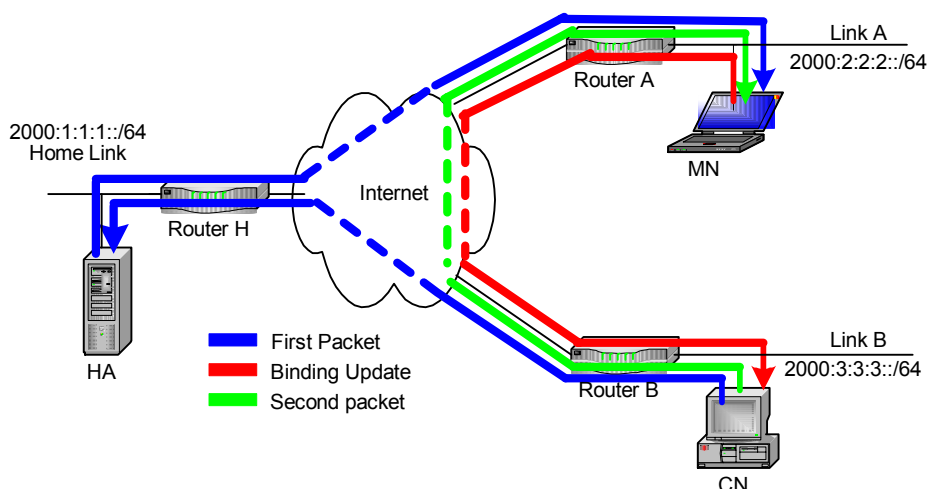 Link A
2000:2:2:2::/64
Router A
MN
2000:1:1:1::/64
Home Link
Internet
Router H
HA
First Packet
Binding Update
Second packet
Link B
2000:3:3:3::/64
Router B
CN